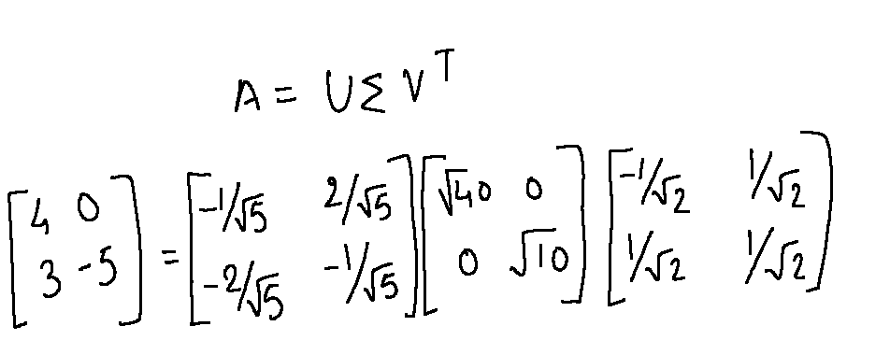 A = UΣV^T
[4 0; 3 -5] = [-1/√5 2/√5; -2/√5 -1/√5] [√40 0; 0 √10] [-1/√2 1/√2; 1/√2 1/√2]